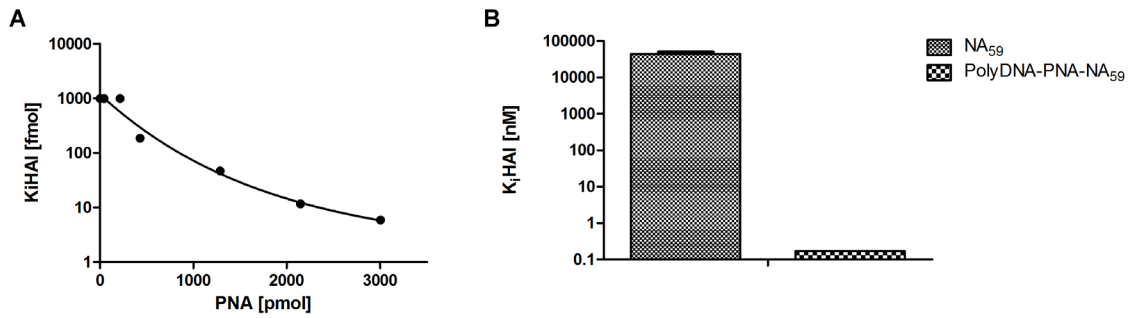 A
KiHAI [fmol]
10000
1000
100
10
1
0
1000
2000
3000
PNA [pmol]
B
KᵢHAI [nM]
100000
10000
1000
100
10
1
0.1
NA₅₉
PolyDNA-PNA-NA₅₉